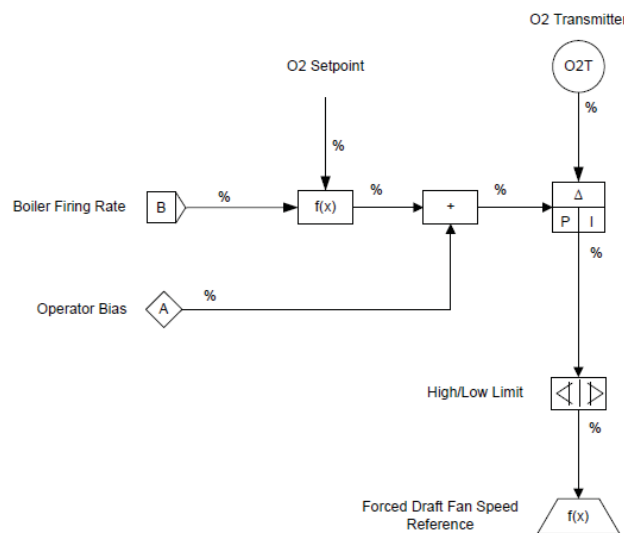 O2 Transmitter
O2T
O2 Setpoint
%
%
Boiler Firing Rate
B
%
f(x)
%
+
%
Δ
P I
%
Operator Bias
A
%
High/Low Limit
%
Forced Draft Fan Speed
Reference
f(x)